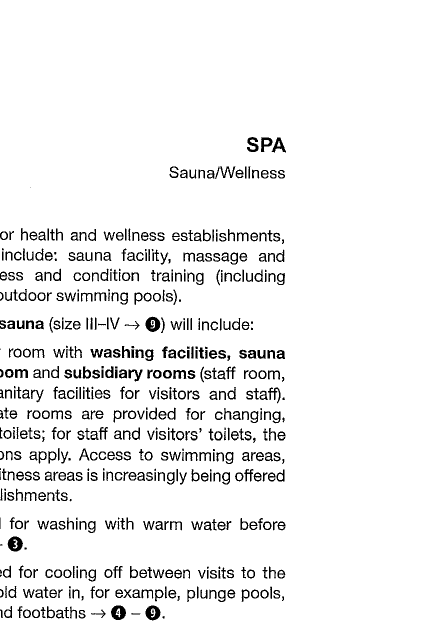 SPA
Sauna/Wellness
or health and wellness establishments,
include: sauna facility, massage and
ess and condition training (including
outdoor swimming pools).
sauna (size III–IV → ❾) will include:
room with washing facilities, sauna
oom and subsidiary rooms (staff room,
anitary facilities for visitors and staff).
ate rooms are provided for changing,
toilets; for staff and visitors' toilets, the
ons apply. Access to swimming areas,
itness areas is increasingly being offered
lishments.
l for washing with warm water before
- ❸.
ed for cooling off between visits to the
old water in, for example, plunge pools,
nd footbaths → ❹ – ❾.